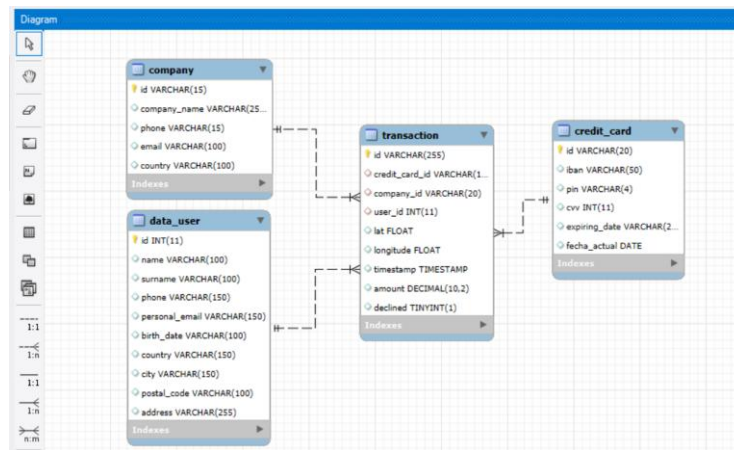 Diagram
company
id VARCHAR(15)
company_name VARCHAR(25...
phone VARCHAR(15)
email VARCHAR(100)
country VARCHAR(100)
Indexes
data_user
id INT(11)
name VARCHAR(100)
surname VARCHAR(100)
phone VARCHAR(150)
personal_email VARCHAR(150)
birth_date VARCHAR(100)
country VARCHAR(150)
city VARCHAR(150)
postal_code VARCHAR(100)
address VARCHAR(255)
Indexes
transaction
id VARCHAR(255)
credit_card_id VARCHAR(1...
company_id VARCHAR(20)
user_id INT(11)
lat FLOAT
longitude FLOAT
timestamp TIMESTAMP
amount DECIMAL(10,2)
declined TINYINT(1)
Indexes
credit_card
id VARCHAR(20)
iban VARCHAR(50)
pin VARCHAR(4)
cvv INT(11)
expiring_date VARCHAR(2...
fecha_actual DATE
Indexes
1:1
1:n
1:1
1:n
n:m